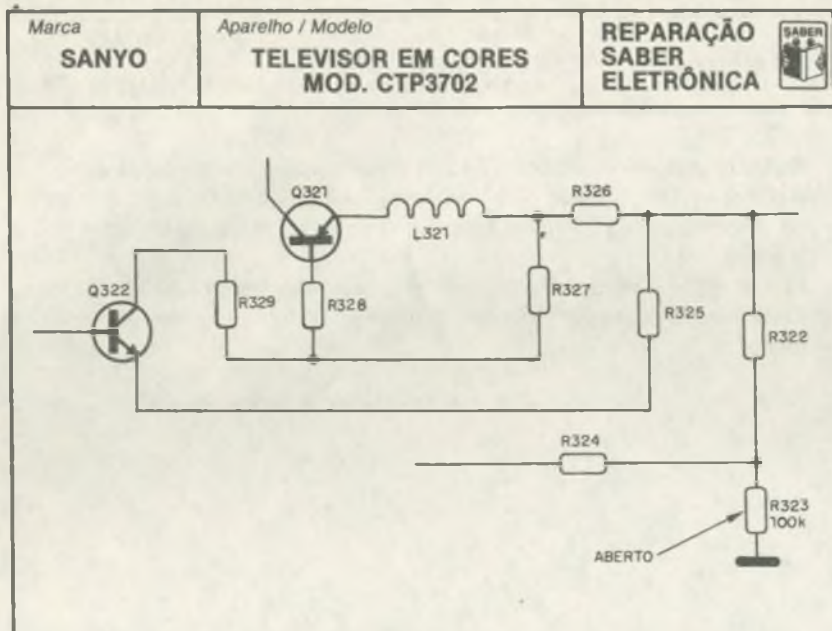 Marca
SANYO
Aparelho / Modelo
TELEVISOR EM CORES
MOD. CTP3702
REPARAÇÃO
SABER
ELETRÔNICA
SABER
Q321
R326
L321
Q322
R329
R328
R327
R325
R322
R324
R323
100k
ABERTO